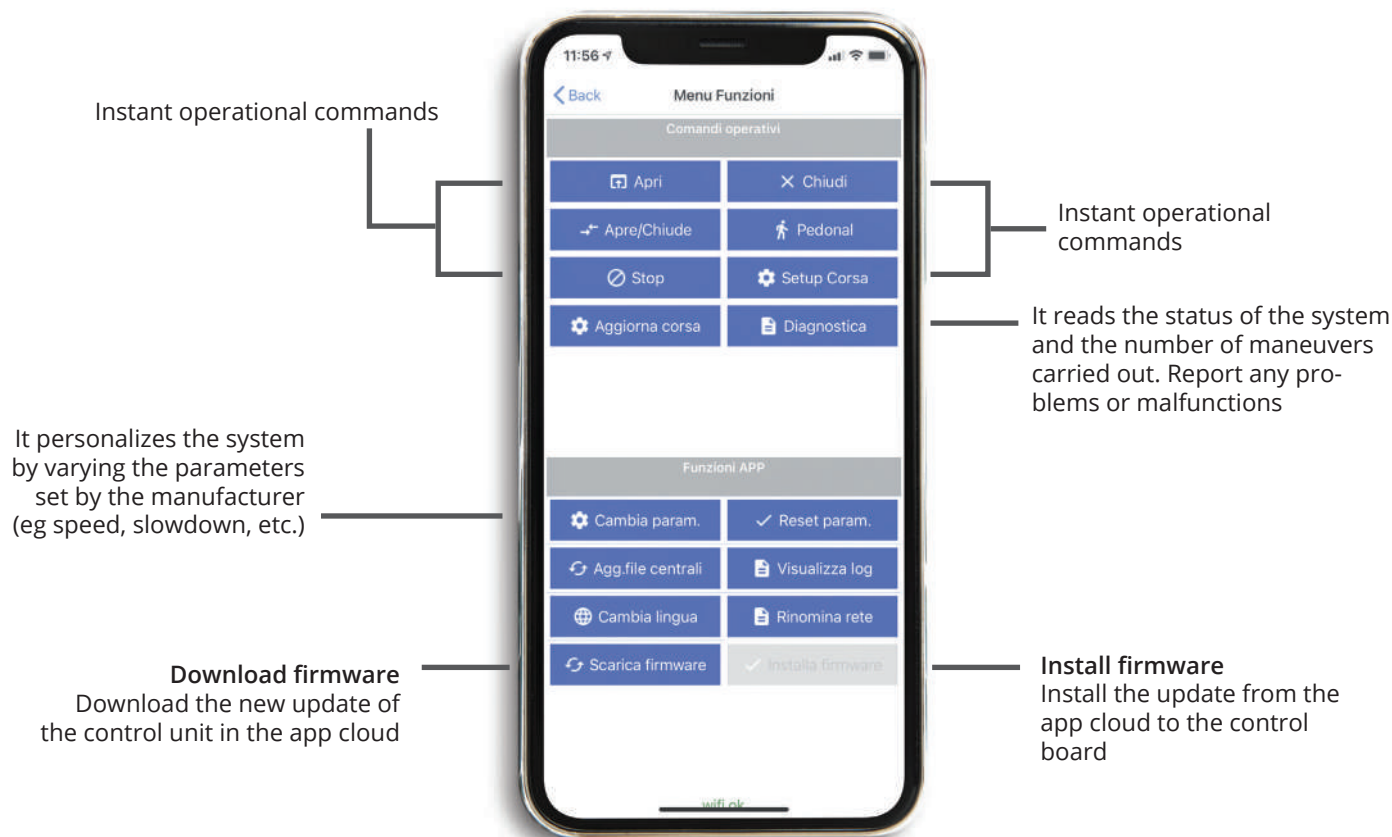 11:56
Back
Menu Funzioni
Comandi operativi
Apri
Chiudi
Apre/Chiude
Pedonal
Stop
Setup Corsa
Aggiorna corsa
Diagnostica
Funzioni APP
Cambia param.
Reset param.
Agg.file centrali
Visualizza log
Cambia lingua
Rinomina rete
Scarica firmware
Installa firmware
wifi ok
Instant operational commands
It personalizes the system
by varying the parameters
set by the manufacturer
(eg speed, slowdown, etc.)
Download firmware
Download the new update of
the control unit in the app cloud
Instant operational
commands
It reads the status of the system
and the number of maneuvers
carried out. Report any pro-
blems or malfunctions
Install firmware
Install the update from the
app cloud to the control
board